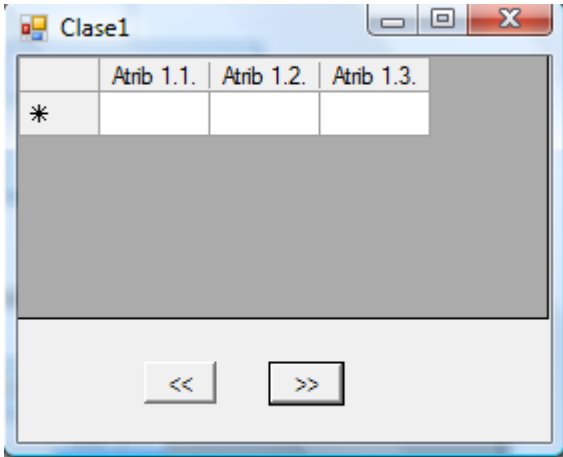 Clase1
Atrib 1.1. Atrib 1.2. Atrib 1.3.
*
<< >>